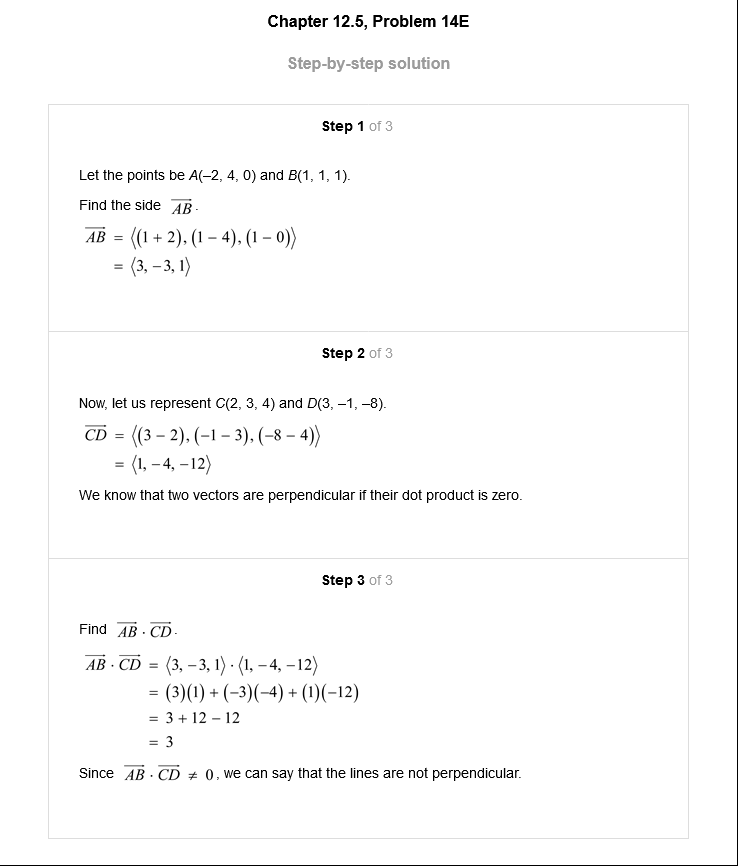 Chapter 12.5, Problem 14E
Step-by-step solution
Step 1 of 3
Let the points be A(–2, 4, 0) and B(1, 1, 1).
Find the side $\overrightarrow{AB}$.
$\overrightarrow{AB} = \langle (1 + 2), (1 - 4), (1 - 0) \rangle$
$= \langle 3, -3, 1 \rangle$
Step 2 of 3
Now, let us represent C(2, 3, 4) and D(3, –1, –8).
$\overrightarrow{CD} = \langle (3 - 2), (-1 - 3), (-8 - 4) \rangle$
$= \langle 1, -4, -12 \rangle$
We know that two vectors are perpendicular if their dot product is zero.
Step 3 of 3
Find $\overrightarrow{AB} \cdot \overrightarrow{CD}$.
$\overrightarrow{AB} \cdot \overrightarrow{CD} = \langle 3, -3, 1 \rangle \cdot \langle 1, -4, -12 \rangle$
$= (3)(1) + (-3)(-4) + (1)(-12)$
$= 3 + 12 - 12$
$= 3$
Since $\overrightarrow{AB} \cdot \overrightarrow{CD} \neq 0$, we can say that the lines are not perpendicular.